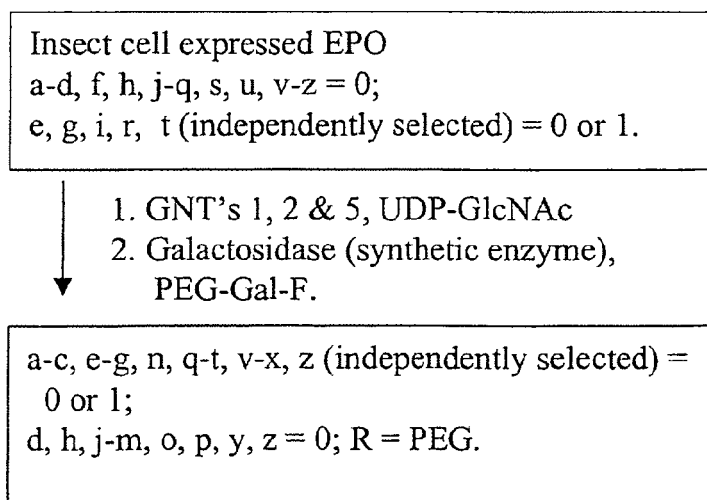 Insect cell expressed EPO
a-d, f, h, j-q, s, u, v-z = 0;
e, g, i, r, t (independently selected) = 0 or 1.
1. GNT's 1, 2 & 5, UDP-GlcNAc
2. Galactosidase (synthetic enzyme),
PEG-Gal-F.
a-c, e-g, n, q-t, v-x, z (independently selected) =
0 or 1;
d, h, j-m, o, p, y, z = 0; R = PEG.